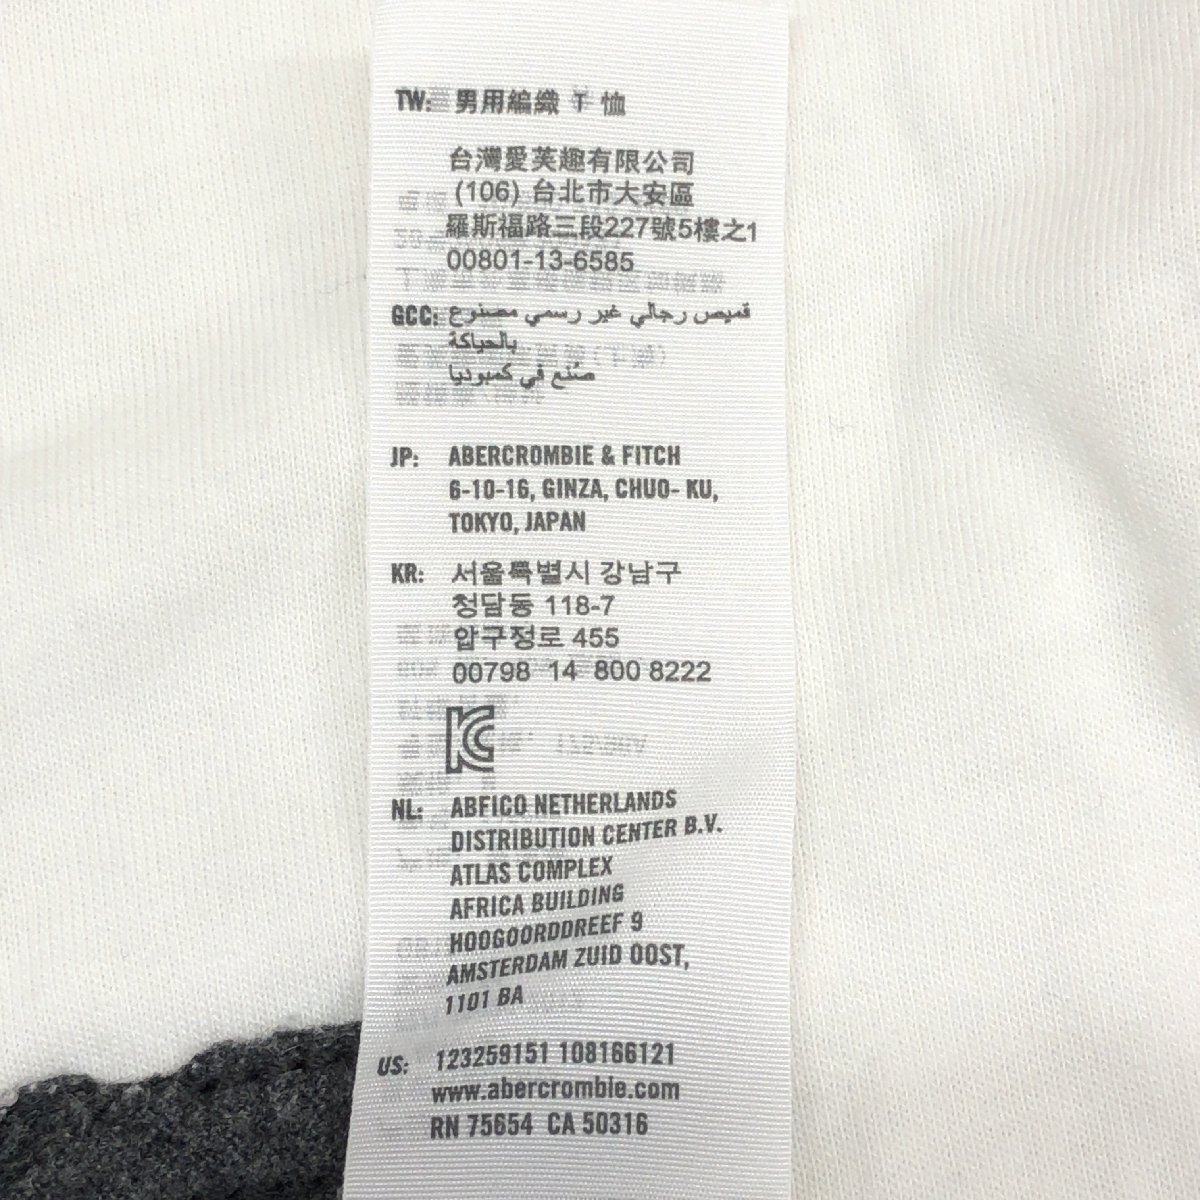 TW: 男用編織 T 恤
台灣愛芙趣有限公司
(106) 台北市大安區
羅斯福路三段227號5樓之1
00801-13-6585
GCC: قميص رجالي غير رسمي مصنوع
بالحياكة
صُنع في كمبوديا
JP: ABERCROMBIE & FITCH
6-10-16, GINZA, CHUO- KU,
TOKYO, JAPAN
KR: 서울특별시 강남구
청담동 118-7
압구정로 455
00798 14 800 8222
KC
NL: ABFICO NETHERLANDS
DISTRIBUTION CENTER B.V.
ATLAS COMPLEX
AFRICA BUILDING
HOOGOORDDREEF 9
AMSTERDAM ZUID OOST,
1101 BA
US: 123259151 108166121
www.abercrombie.com
RN 75654 CA 50316